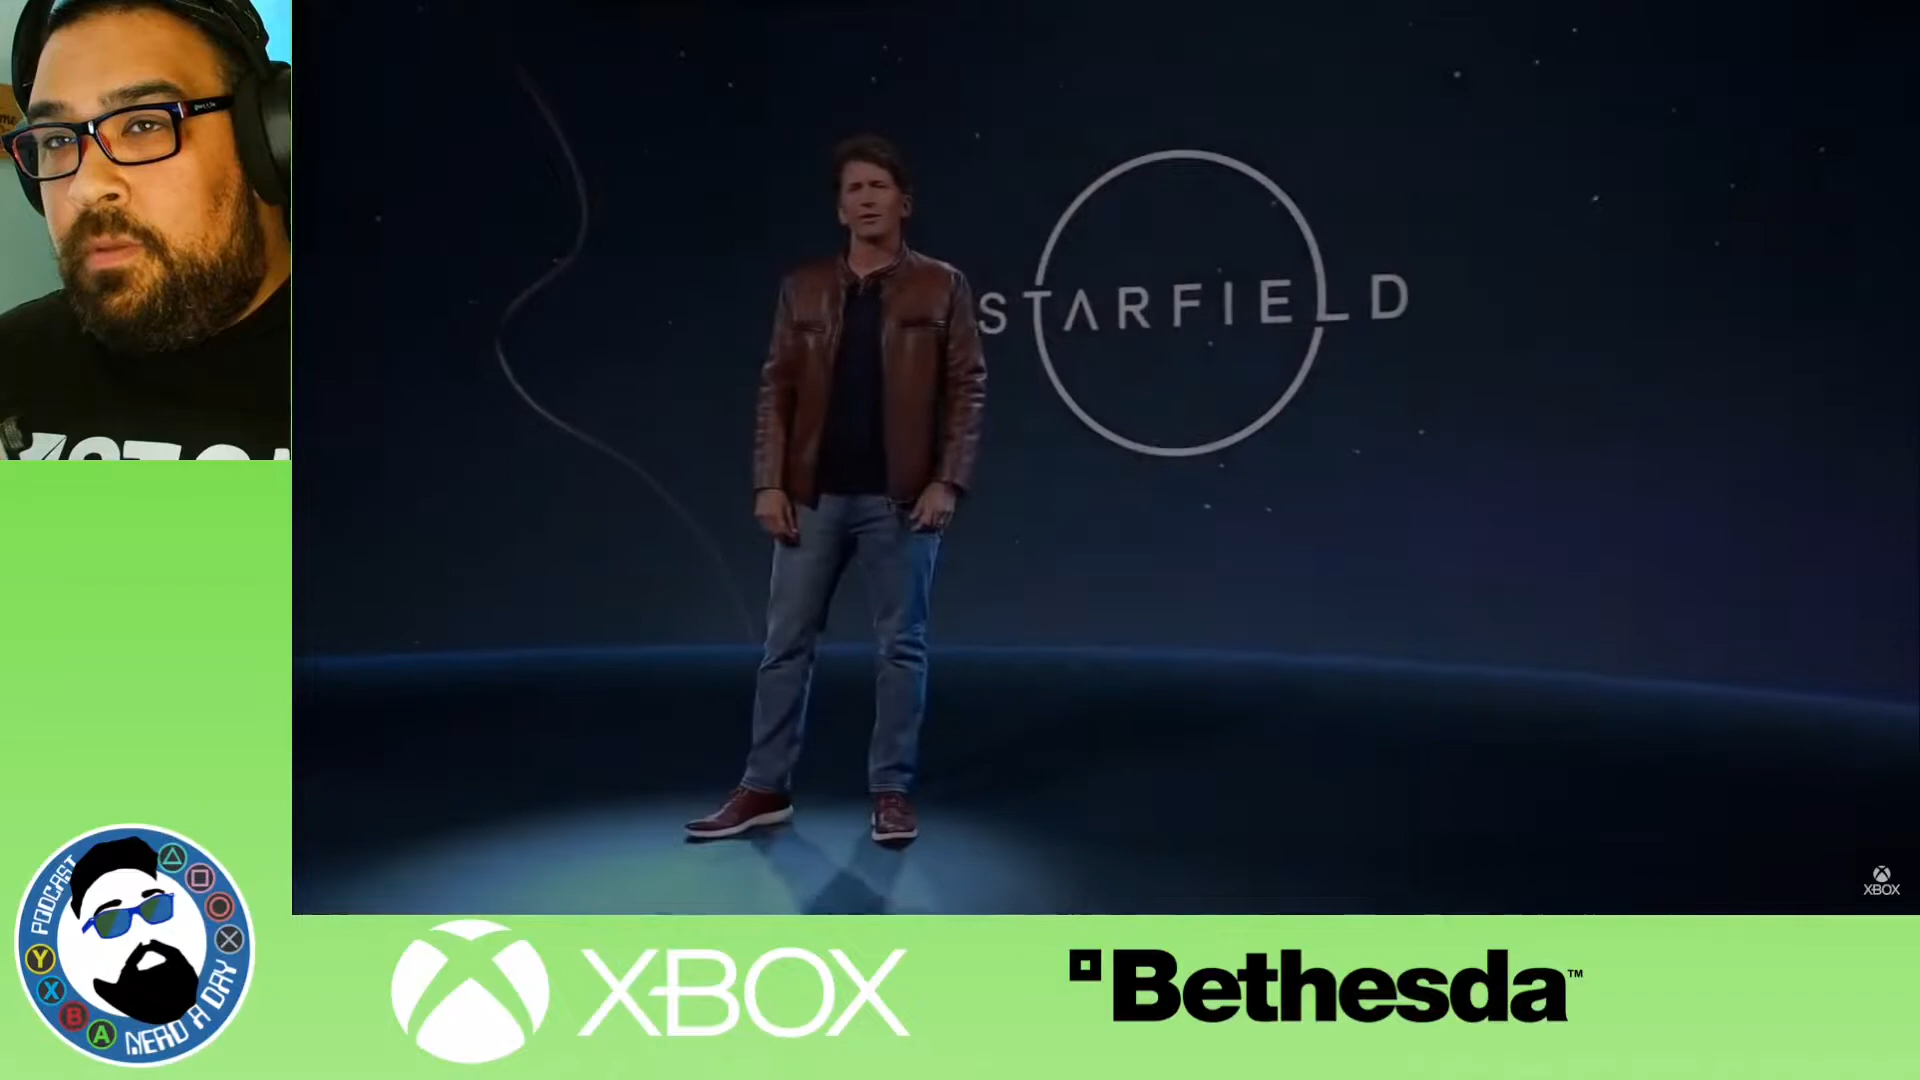 STARFIELD
XBOX
PODCAST
NERD A DAY
Y
X
B
A
XBOX
Bethesda™